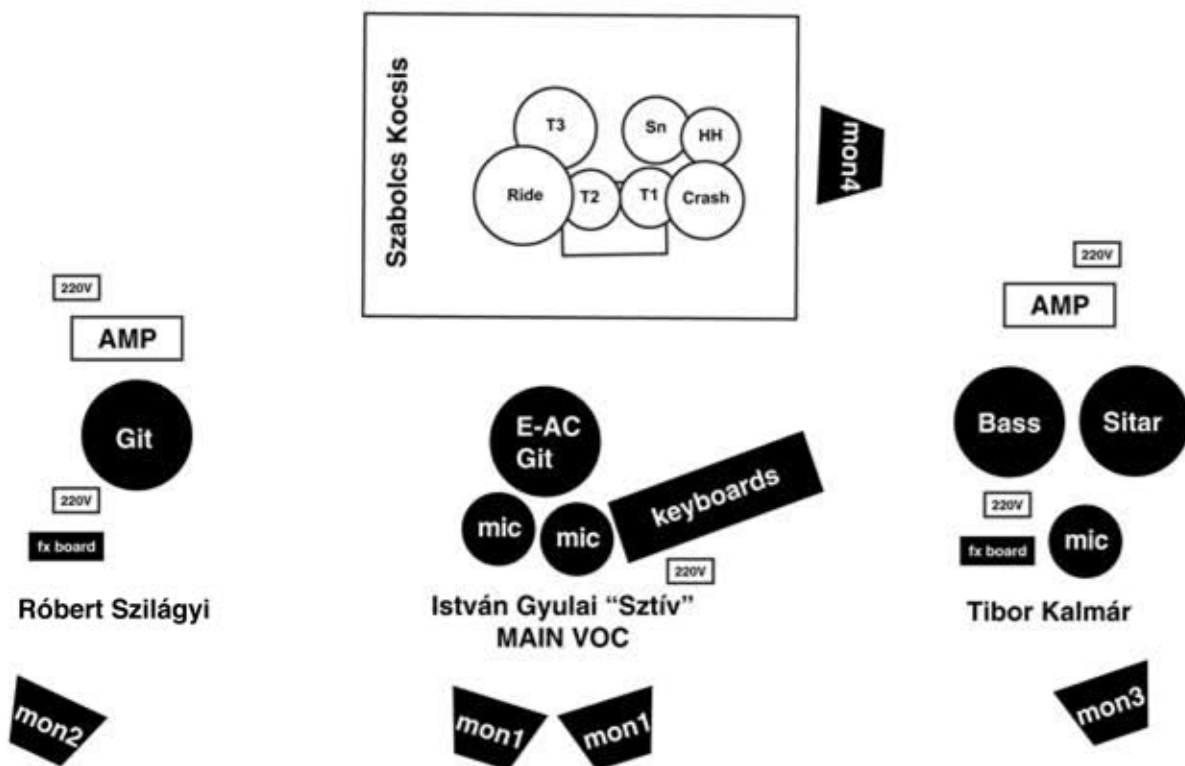 Szabolcs Kocsis
T3
Sn
HH
Ride
T2
T1
Crash
mon4
220V
AMP
Git
220V
fx board
Róbert Szilágyi
mon2
E-AC
Git
mic
mic
keyboards
220V
István Gyulai “Sztív”
MAIN VOC
mon1
mon1
220V
AMP
Bass
Sitar
220V
fx board
mic
Tibor Kalmár
mon3